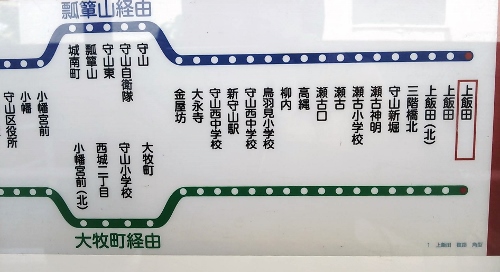 瓢箪山経由
城南町
瓢箪山
守山東
守山自衛隊
守山
守山区役所
小幡
小幡宮前
金屋坊
大永寺
守山西中学校
新守山駅
守山西中学校
鳥羽見小学校
柳内
高縄
瀬古口
瀬古
瀬古小学校
瀬古神明
守山新堀
三階橋北
上飯田(北)
上飯田
上飯田
小幡宮前(北)
西城二丁目
守山小学校
大牧町
大牧町経由